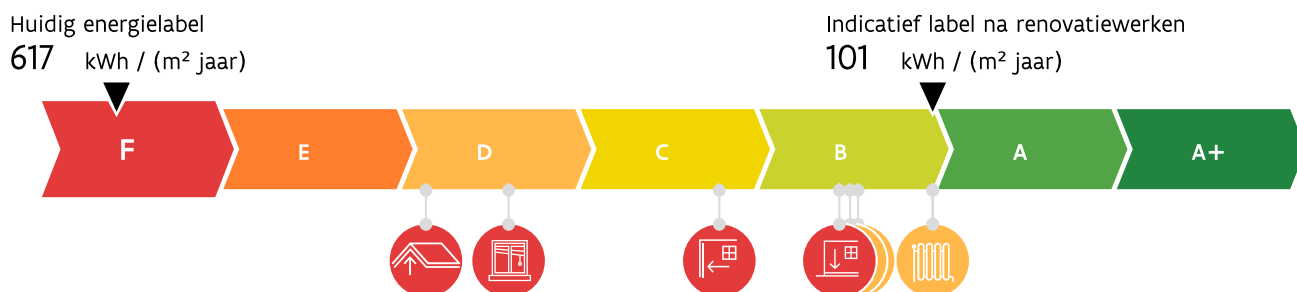 Huidig energielabel
617 kWh / (m² jaar)
Indicatief label na renovatiewerken
101 kWh / (m² jaar)
F E D C B A A+